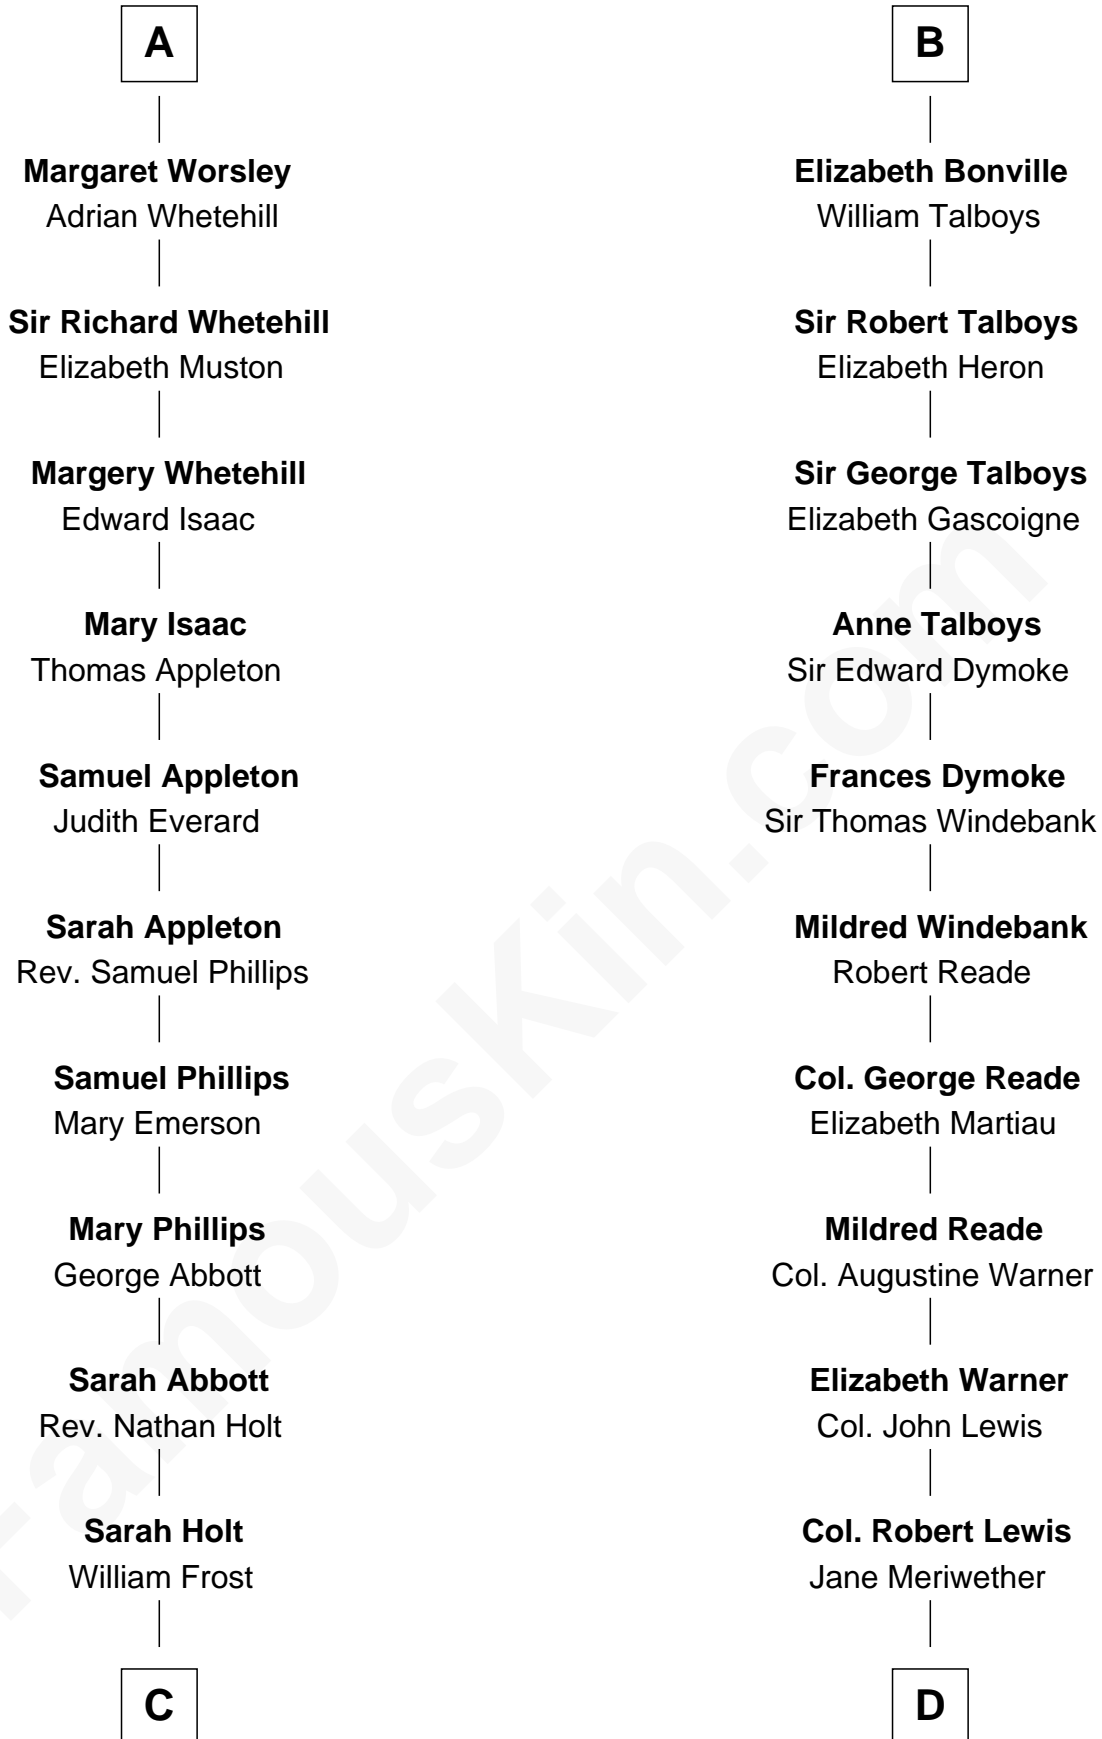 A
Margaret Worsley
Adrian Whetehill
Sir Richard Whetehill
Elizabeth Muston
Margery Whetehill
Edward Isaac
Mary Isaac
Thomas Appleton
Samuel Appleton
Judith Everard
Sarah Appleton
Rev. Samuel Phillips
Samuel Phillips
Mary Emerson
Mary Phillips
George Abbott
Sarah Abbott
Rev. Nathan Holt
Sarah Holt
William Frost
C
B
Elizabeth Bonville
William Talboys
Sir Robert Talboys
Elizabeth Heron
Sir George Talboys
Elizabeth Gascoigne
Anne Talboys
Sir Edward Dymoke
Frances Dymoke
Sir Thomas Windebank
Mildred Windebank
Robert Reade
Col. George Reade
Elizabeth Martiau
Mildred Reade
Col. Augustine Warner
Elizabeth Warner
Col. John Lewis
Col. Robert Lewis
Jane Meriwether
D
FamousKin.com